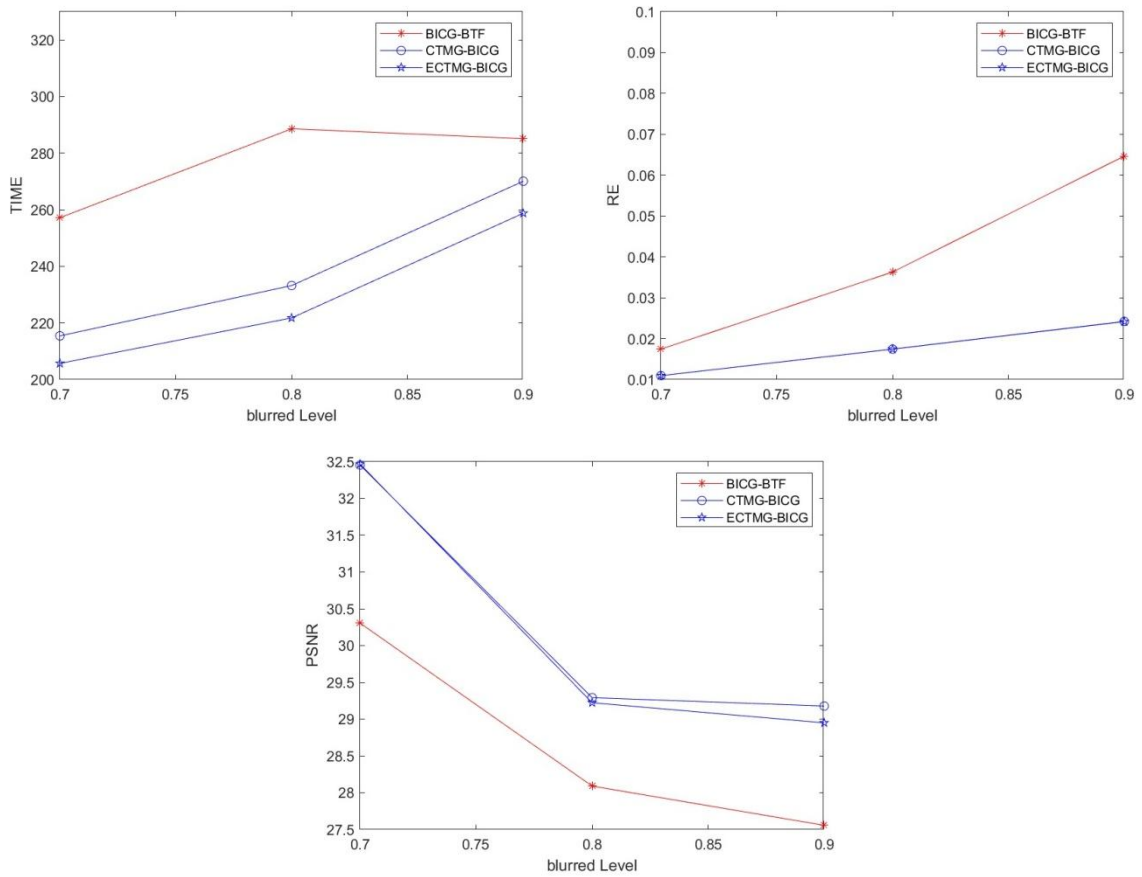 320
300
280
260
240
220
200
TIME
0.7
0.75
0.8
0.85
0.9
blurred Level
BICG-BTF
CTMG-BICG
ECTMG-BICG
0.1
0.09
0.08
0.07
0.06
0.05
0.04
0.03
0.02
0.01
RE
0.7
0.75
0.8
0.85
0.9
blurred Level
BICG-BTF
CTMG-BICG
ECTMG-BICG
32.5
32
31.5
31
30.5
30
29.5
29
28.5
28
27.5
PSNR
0.7
0.75
0.8
0.85
0.9
blurred Level
BICG-BTF
CTMG-BICG
ECTMG-BICG